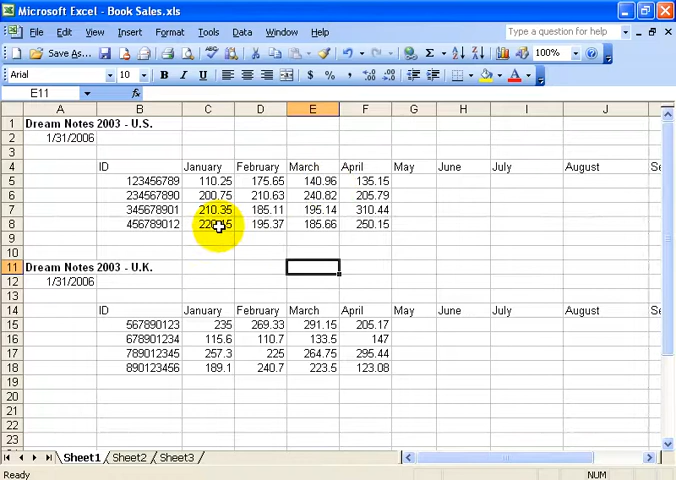 Microsoft Excel - Book Sales.xls
File Edit View Insert Format Tools Data Window Help Type a question for help
Save As... 100%
Arial 10 B I U $ % ,
E11 fx
A B C D E F G H I J
1 Dream Notes 2003 - U.S.
2 1/31/2006
3
4 ID January February March April May June July August Se
5 123456789 110.25 175.65 140.96 135.15
6 234567890 200.75 210.63 240.82 205.79
7 345678901 210.35 185.11 195.14 310.44
8 456789012 195.37 185.66 250.15
9
10
11 Dream Notes 2003 - U.K.
12 1/31/2006
13
14 ID January February March April May June July August Se
15 567890123 235 269.33 291.15 205.17
16 678901234 115.6 110.7 133.5 147
17 789012345 257.3 225 264.75 295.44
18 890123456 189.1 240.7 223.5 123.08
19
20
21
22
23
Sheet1 Sheet2 Sheet3
Ready NUM